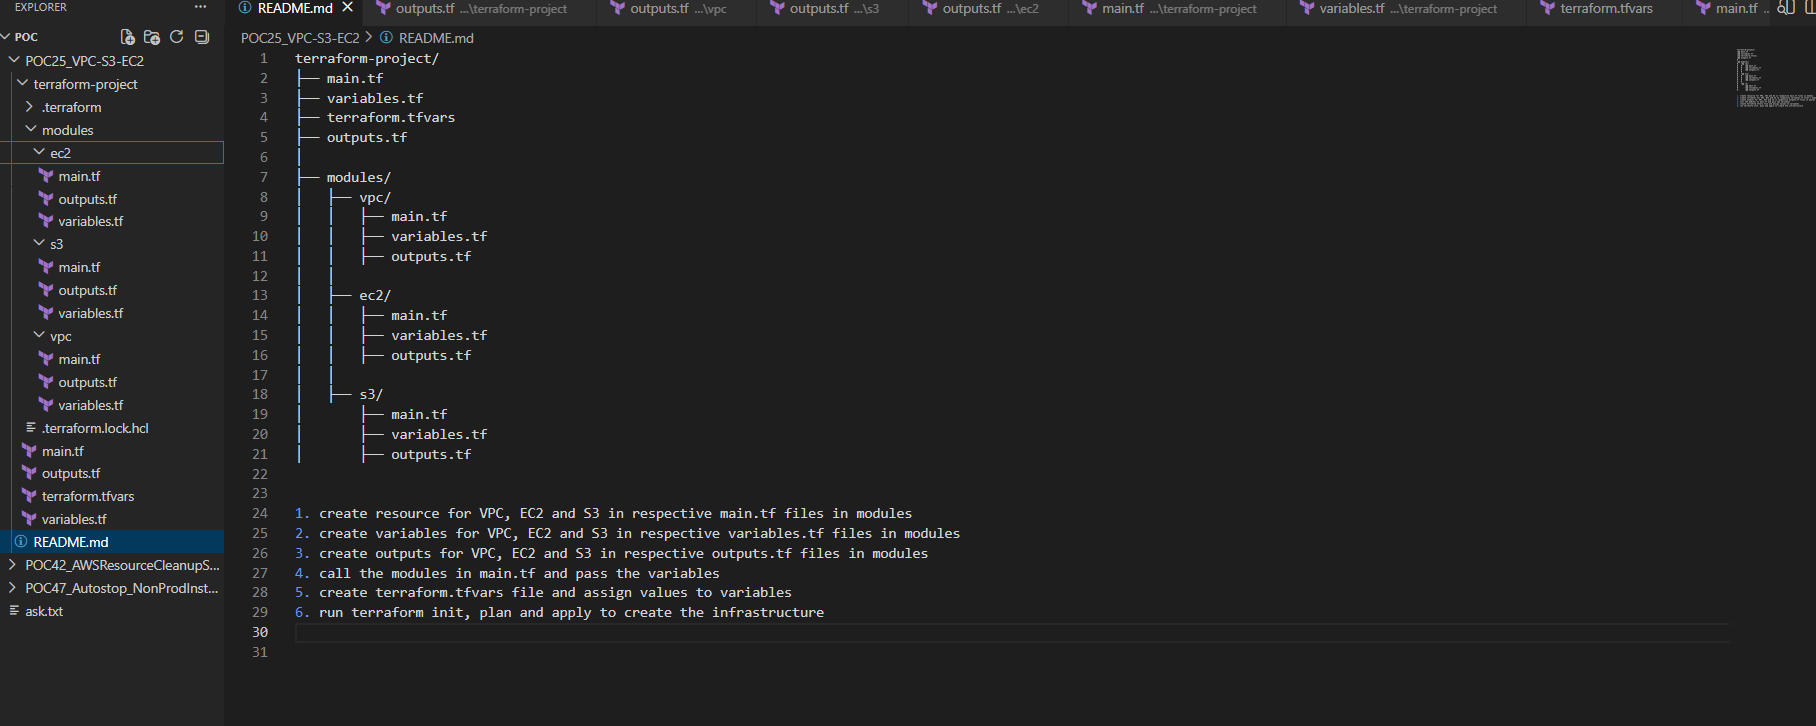 EXPLORER ...
POC
POC25_VPC-S3-EC2
terraform-project
.terraform
modules
ec2
main.tf
outputs.tf
variables.tf
s3
main.tf
outputs.tf
variables.tf
vpc
main.tf
outputs.tf
variables.tf
.terraform.lock.hcl
main.tf
outputs.tf
terraform.tfvars
variables.tf
README.md
POC42_AWSResourceCleanupS...
POC47_Autostop_NonProdInst...
ask.txt
README.md outputs.tf ...\terraform-project outputs.tf ...\vpc outputs.tf ...\s3 outputs.tf ...\ec2 main.tf ...\terraform-project variables.tf ...\terraform-project terraform.tfvars main.tf ..
POC25_VPC-S3-EC2 > README.md
1 terraform-project/
2 ├── main.tf
3 ├── variables.tf
4 ├── terraform.tfvars
5 ├── outputs.tf
6 │
7 ├── modules/
8 │   ├── vpc/
9 │   │   ├── main.tf
10 │   │   ├── variables.tf
11 │   │   ├── outputs.tf
12 │   │
13 │   ├── ec2/
14 │   │   ├── main.tf
15 │   │   ├── variables.tf
16 │   │   ├── outputs.tf
17 │   │
18 │   ├── s3/
19 │       ├── main.tf
20 │       ├── variables.tf
21 │       ├── outputs.tf
22
23
24 1. create resource for VPC, EC2 and S3 in respective main.tf files in modules
25 2. create variables for VPC, EC2 and S3 in respective variables.tf files in modules
26 3. create outputs for VPC, EC2 and S3 in respective outputs.tf files in modules
27 4. call the modules in main.tf and pass the variables
28 5. create terraform.tfvars file and assign values to variables
29 6. run terraform init, plan and apply to create the infrastructure
30
31